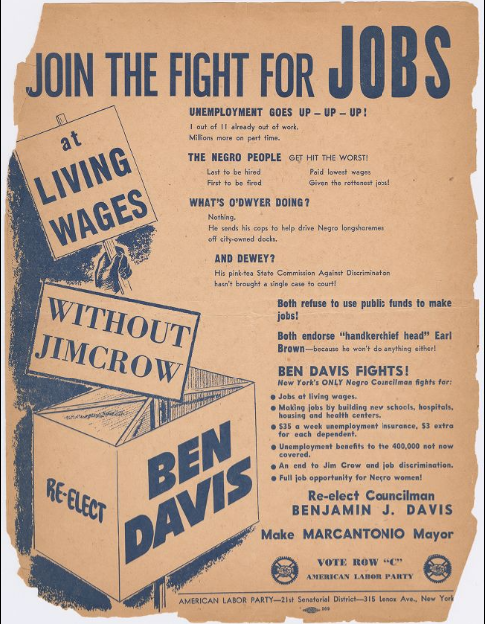 JOIN THE FIGHT FOR JOBS
at
LIVING
WAGES
WITHOUT
JIMCROW
RE-ELECT
BEN
DAVIS
UNEMPLOYMENT GOES UP – UP – UP!
1 out of 11 already out of work.
Millions more on part time.
THE NEGRO PEOPLE GET HIT THE WORST!
Last to be hired Paid lowest wages
First to be fired Given the rottenest jobs!
WHAT'S O'DWYER DOING?
Nothing.
He sends his cops to help drive Negro longshoremen
off city-owned docks.
AND DEWEY?
His pink-tea State Commission Against Discrimination
hasn't brought a single case to court!
Both refuse to use public funds to make
jobs!
Both endorse "handkerchief head" Earl
Brown—because he won't do anything either!
BEN DAVIS FIGHTS!
New York's ONLY Negro Councilman fights for:
● Jobs at living wages.
● Making jobs by building new schools, hospitals,
housing and health centers.
● $35 a week unemployment insurance, $3 extra
for each dependent.
● Unemployment benefits to the 400,000 not now
covered.
● An end to Jim Crow and job discrimination.
● Full job opportunity for Negro women!
Re-elect Councilman
BENJAMIN J. DAVIS
Make MARCANTONIO Mayor
VOTE ROW "C"
AMERICAN LABOR PARTY
AMERICAN LABOR PARTY—21st Senatorial District—315 Lenox Ave., New York